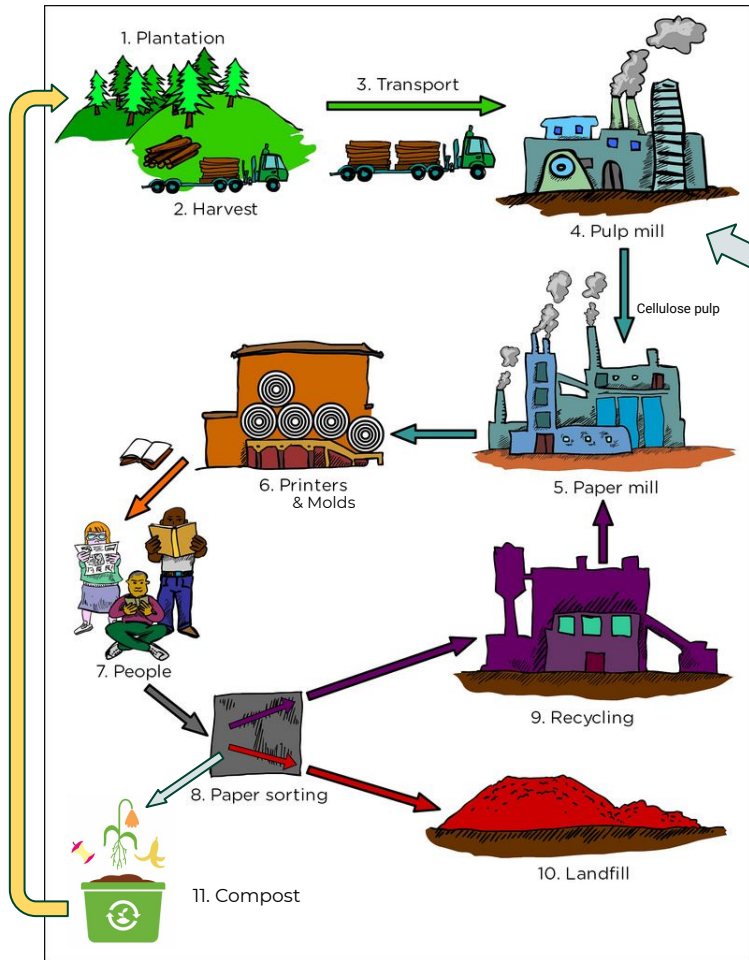 1. Plantation
3. Transport
2. Harvest
4. Pulp mill
Cellulose pulp
6. Printers
& Molds
5. Paper mill
7. People
9. Recycling
8. Paper sorting
10. Landfill
11. Compost